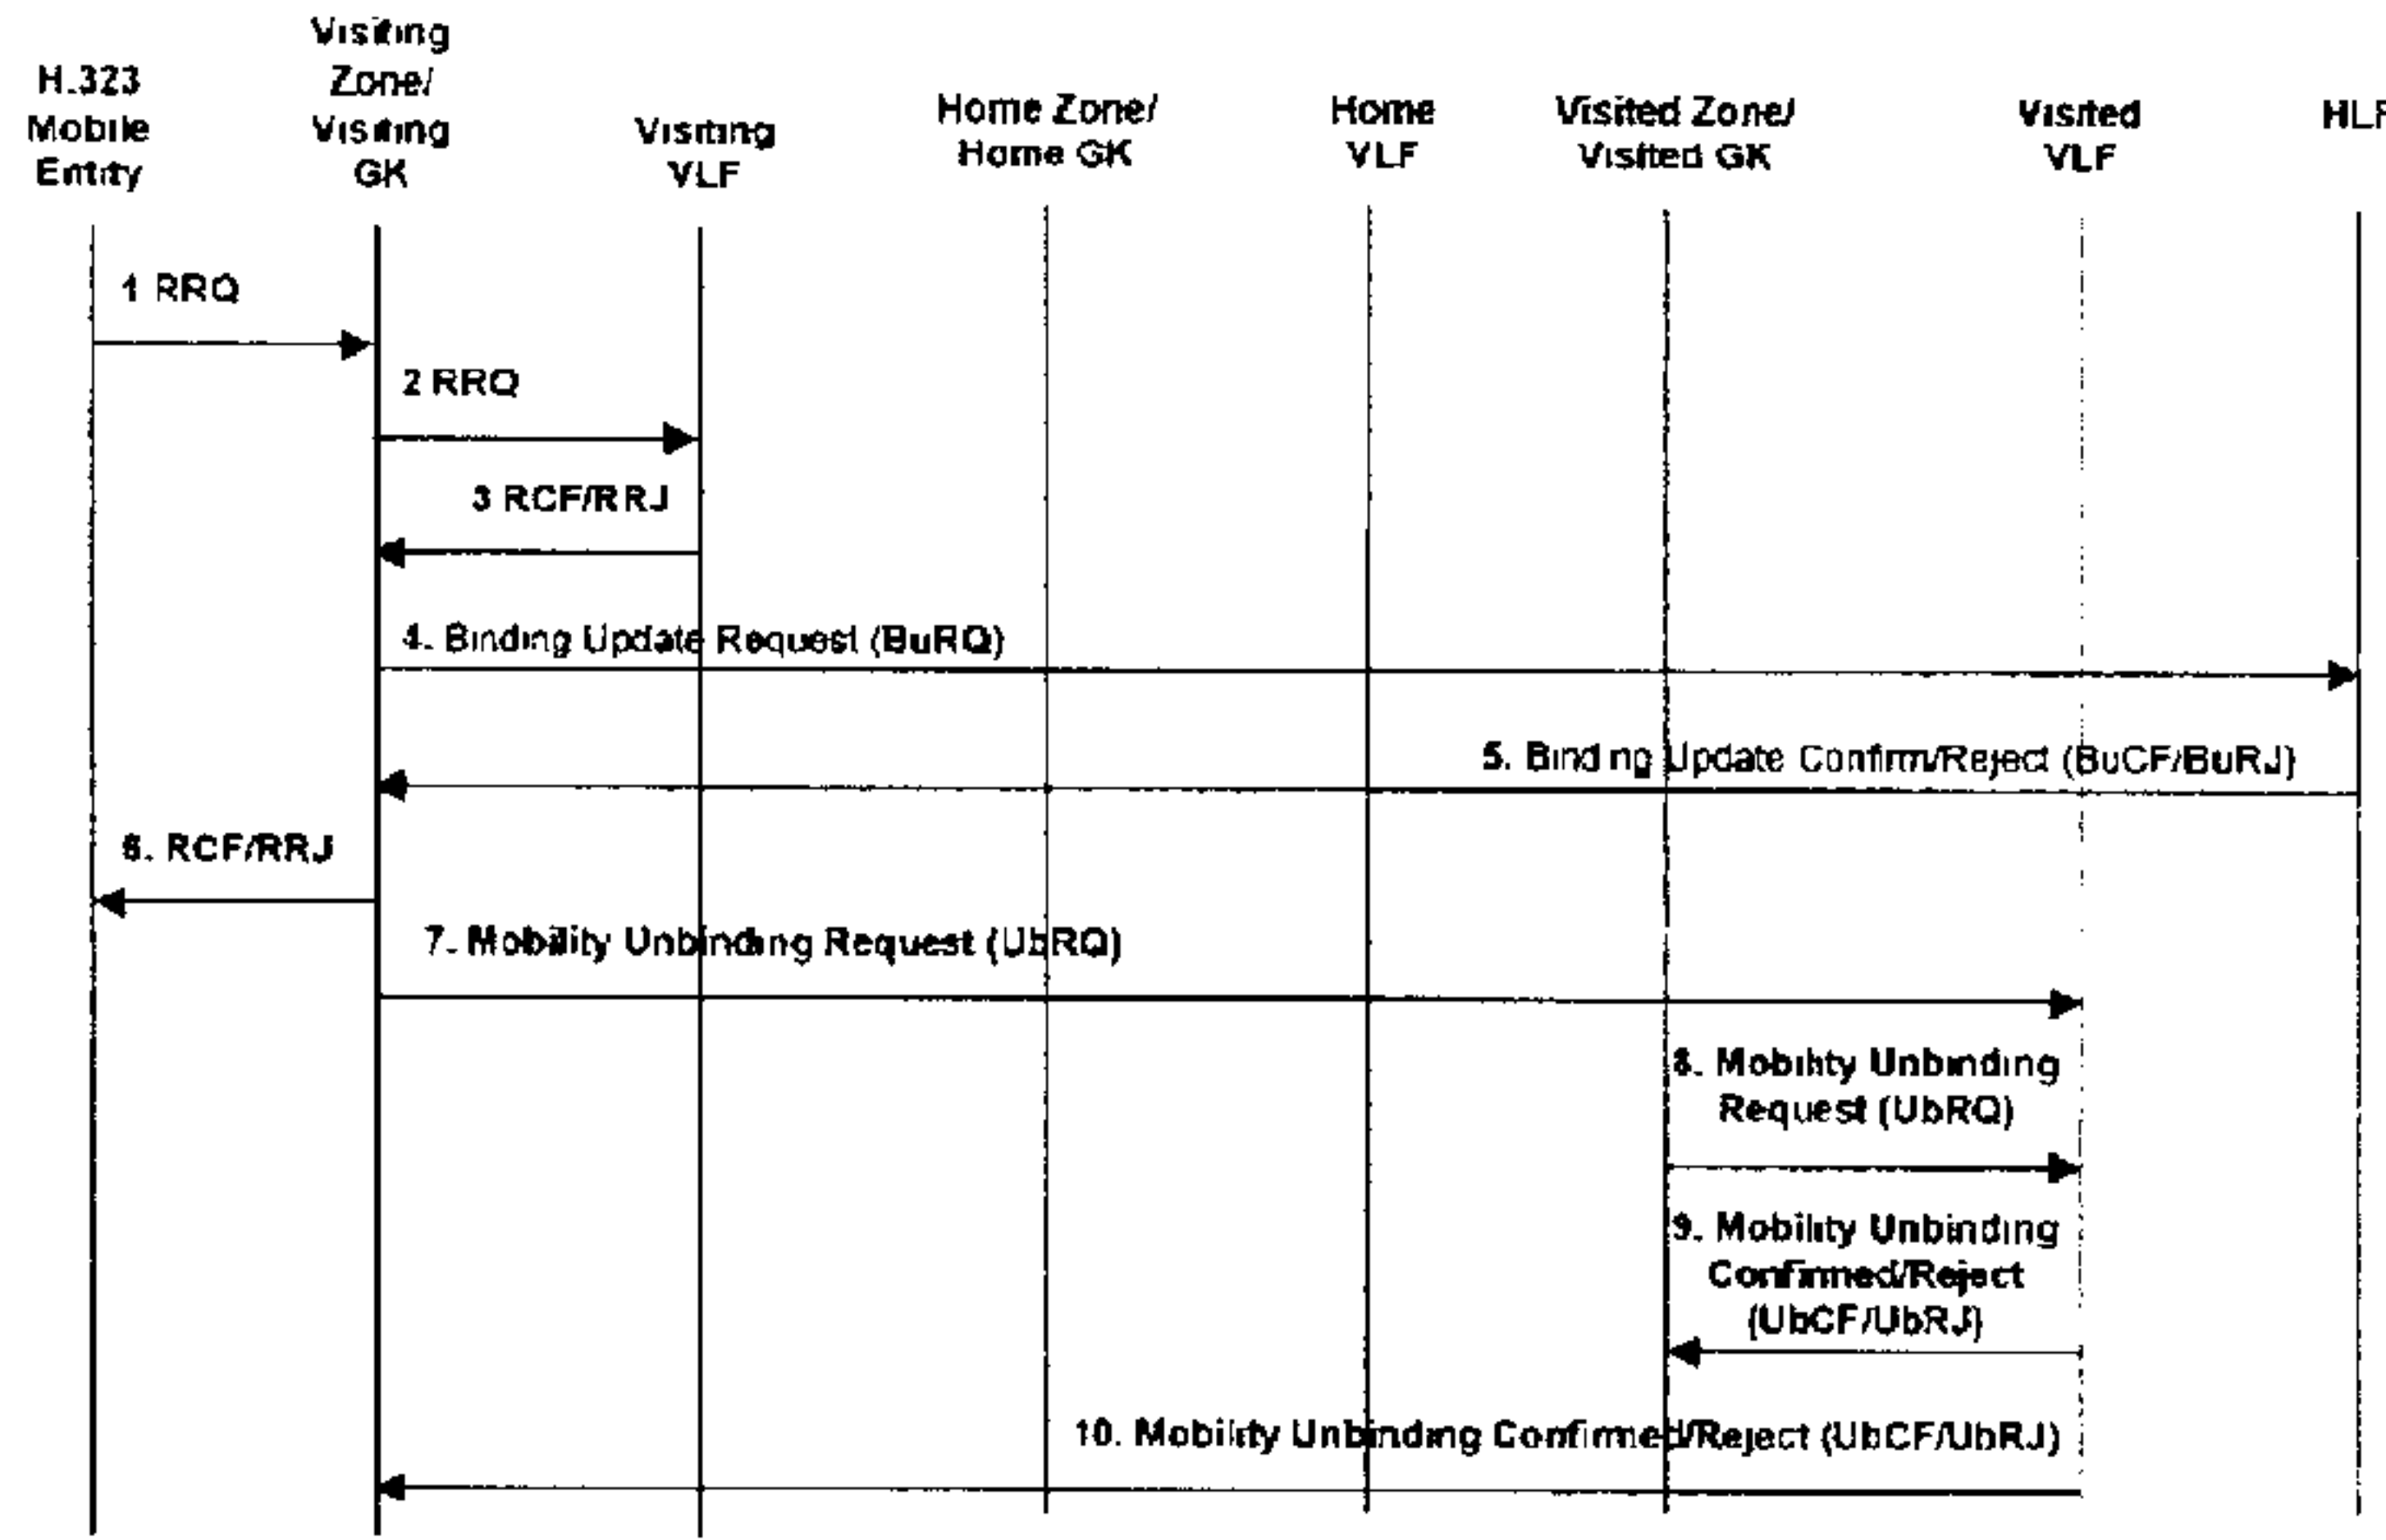 H.323
Mobile
Entity
Visiting
Zone/
Visiting
GK
Visiting
VLF
Home Zone/
Home GK
Home
VLF
Visited Zone/
Visited GK
Visited
VLF
HLF
1 RRQ
2 RRQ
3 RCF/RRJ
4. Binding Update Request (BuRQ)
5. Binding Update Confirm/Reject (BuCF/BuRJ)
6. RCF/RRJ
7. Mobility Unbinding Request (UbRQ)
8. Mobility Unbinding
Request (UbRQ)
9. Mobility Unbinding
Confirmed/Reject
(UbCF/UbRJ)
10. Mobility Unbinding Confirmed/Reject (UbCF/UbRJ)